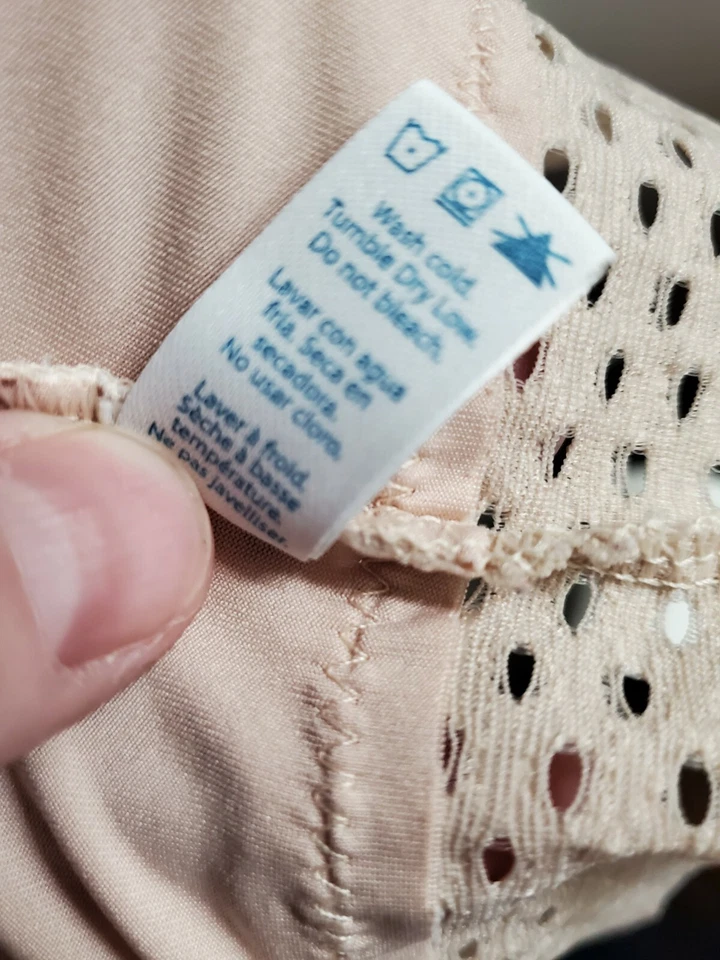 Wash cold.
Tumble Dry Low.
Do not bleach.
Lavar con agua
fría. Seca en
secadora.
No usar cloro.
Laver à froid.
Sèche à basse
température.
Ne pas javelliser.